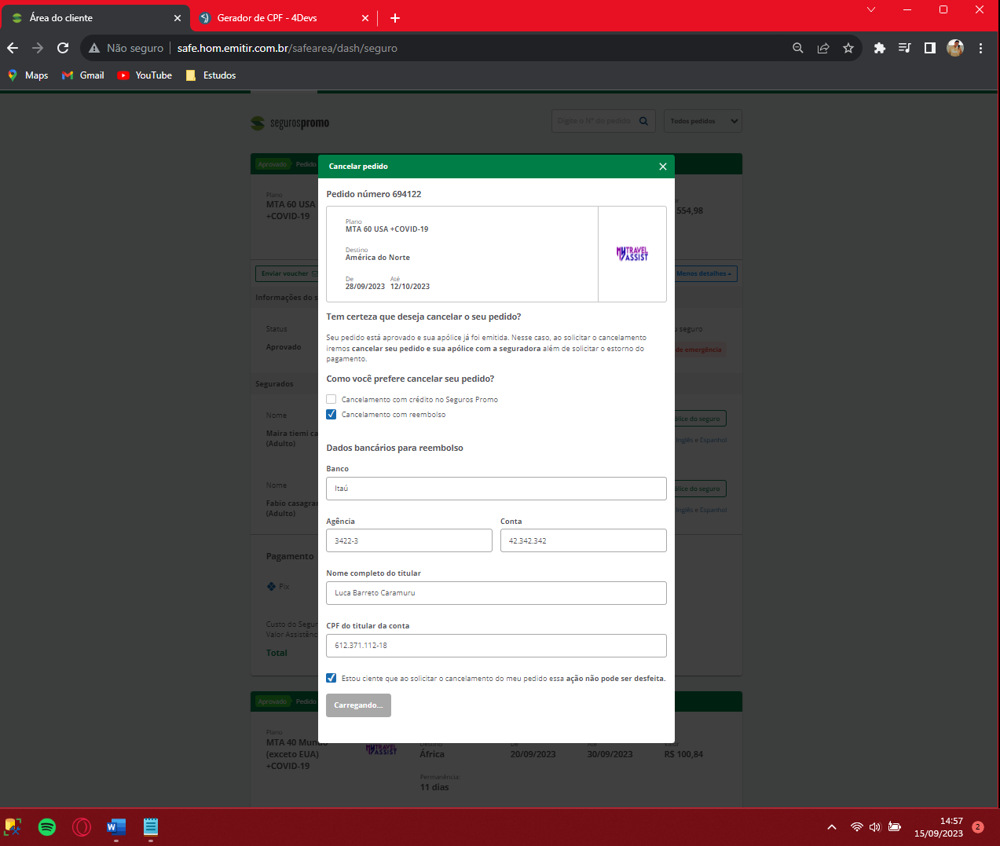 Área do cliente
Gerador de CPF - 4Devs
Não seguro
safe.hom.emitir.com.br/safearea/dash/seguro
Maps
Gmail
YouTube
Estudos
segurospromo
Digite o Nº do pedido
Todos pedidos
Aprovado
Pedido
Plano
MTA 60 USA
+COVID-19
554,98
Enviar voucher
Menos detalhes
Informações do s
Status
Aprovado
seguro
de emergência
Segurados
Nome
Maira tiemi ca
(Adulto)
ólice do seguro
Inglês e Espanhol
Nome
Fabio casagran
(Adulto)
ólice do seguro
Inglês e Espanhol
Pagamento
Pix
Custo do Segur
Valor Assistênc
Total
Cancelar pedido
Pedido número 694122
Plano
MTA 60 USA +COVID-19
Destino
América do Norte
De
Até
28/09/2023
12/10/2023
MY TRAVEL
ASSIST
Tem certeza que deseja cancelar o seu pedido?
Seu pedido está aprovado e sua apólice já foi emitida. Nesse caso, ao solicitar o cancelamento
iremos cancelar seu pedido e sua apólice com a seguradora além de solicitar o estorno do
pagamento.
Como você prefere cancelar seu pedido?
Cancelamento com crédito no Seguros Promo
Cancelamento com reembolso
Dados bancários para reembolso
Banco
Itaú
Agência
Conta
3422-3
42.342.342
Nome completo do titular
Luca Barreto Caramuru
CPF do titular da conta
612.371.112-18
Estou ciente que ao solicitar o cancelamento do meu pedido essa ação não pode ser desfeita.
Carregando...
Aprovado
Pedido
Plano
MTA 40 Mundo
(exceto EUA)
+COVID-19
MY TRAVEL
ASSIST
Destino
África
De
20/09/2023
Até
30/09/2023
Valor
R$ 100,84
Permanência:
11 dias
14:57
15/09/2023
2